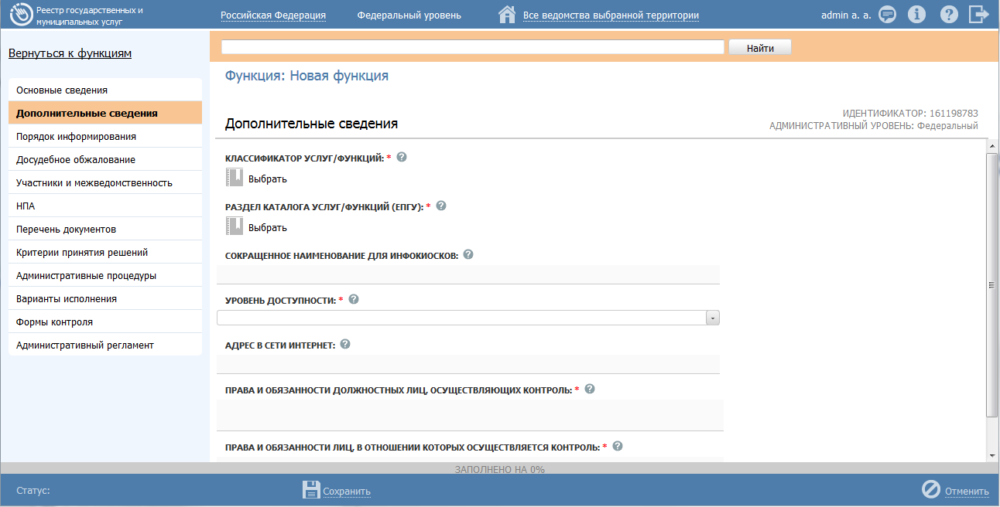 Реестр государственных и
муниципальных услуг
Российская Федерация
Федеральный уровень
Все ведомства выбранной территории
admin a. a.
Вернуться к функциям
Найти
Основные сведения
Дополнительные сведения
Порядок информирования
Досудебное обжалование
Участники и межведомственность
НПА
Перечень документов
Критерии принятия решений
Административные процедуры
Варианты исполнения
Формы контроля
Административный регламент
Функция: Новая функция
Дополнительные сведения
ИДЕНТИФИКАТОР: 161198783
АДМИНИСТРАТИВНЫЙ УРОВЕНЬ: Федеральный
КЛАССИФИКАТОР УСЛУГ/ФУНКЦИЙ: * ?
Выбрать
РАЗДЕЛ КАТАЛОГА УСЛУГ/ФУНКЦИЙ (ЕПГУ): * ?
Выбрать
СОКРАЩЕННОЕ НАИМЕНОВАНИЕ ДЛЯ ИНФОКИОСКОВ: ?
УРОВЕНЬ ДОСТУПНОСТИ: * ?
АДРЕС В СЕТИ ИНТЕРНЕТ: ?
ПРАВА И ОБЯЗАННОСТИ ДОЛЖНОСТНЫХ ЛИЦ, ОСУЩЕСТВЛЯЮЩИХ КОНТРОЛЬ: * ?
ПРАВА И ОБЯЗАННОСТИ ЛИЦ, В ОТНОШЕНИИ КОТОРЫХ ОСУЩЕСТВЛЯЕТСЯ КОНТРОЛЬ: * ?
ЗАПОЛНЕНО НА 0%
Статус:
Сохранить
Отменить